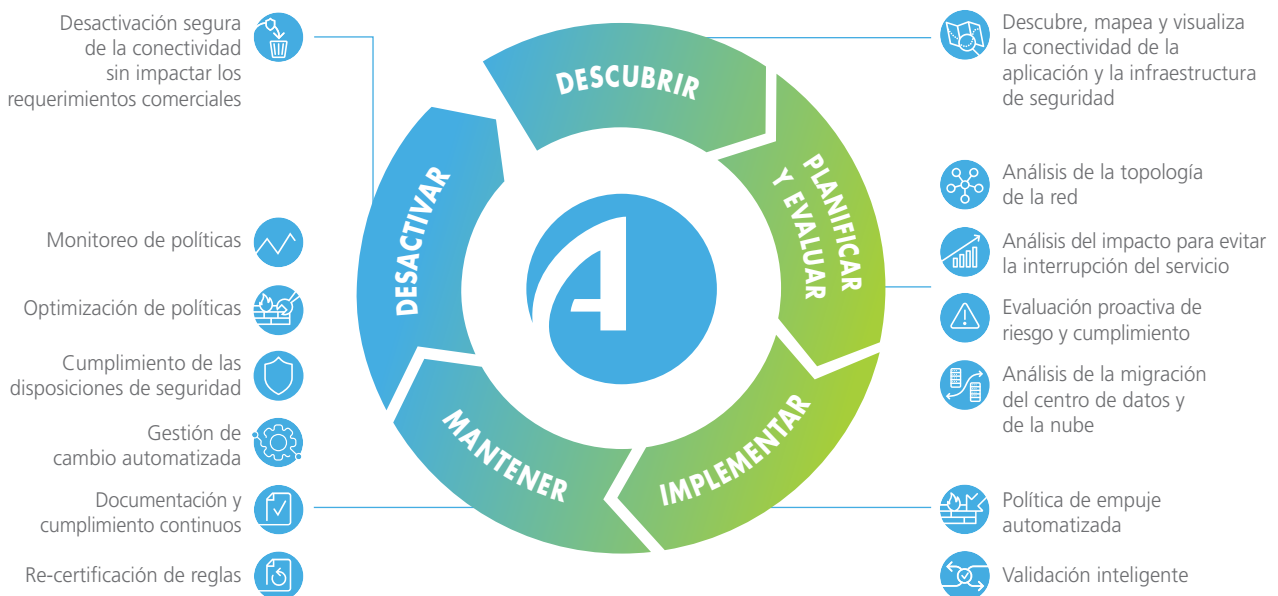 Desactivación segura
de la conectividad
sin impactar los
requerimientos comerciales
Monitoreo de políticas
Optimización de políticas
Cumplimiento de las
disposiciones de seguridad
Gestión de
cambio automatizada
Documentación y
cumplimiento continuos
Re-certificación de reglas
DESCUBRIR
PLANIFICAR
Y EVALUAR
IMPLEMENTAR
MANTENER
DESACTIVAR
A
Descubre, mapea y visualiza
la conectividad de la
aplicación y la infraestructura
de seguridad
Análisis de la topología
de la red
Análisis del impacto para evitar
la interrupción del servicio
Evaluación proactiva de
riesgo y cumplimiento
Análisis de la migración
del centro de datos y
de la nube
Política de empuje
automatizada
Validación inteligente